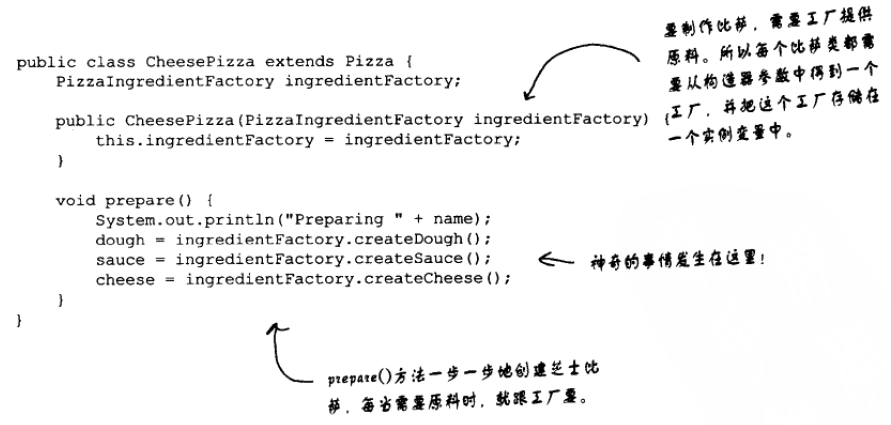 要制作比萨，需要工厂提供
原料。所以每个比萨类都需
要从构造器参数中得到一个
工厂，并把这个工厂存储在
一个实例变量中。
public class CheesePizza extends Pizza {
PizzaIngredientFactory ingredientFactory;
public CheesePizza(PizzaIngredientFactory ingredientFactory) {
this.ingredientFactory = ingredientFactory;
}
void prepare() {
System.out.println("Preparing " + name);
dough = ingredientFactory.createDough();
sauce = ingredientFactory.createSauce();
cheese = ingredientFactory.createCheese();
}
}
神奇的事情发生在这里！
prepare()方法一步一步地创建芝士比
萨，每当需要原料时，就跟工厂要。